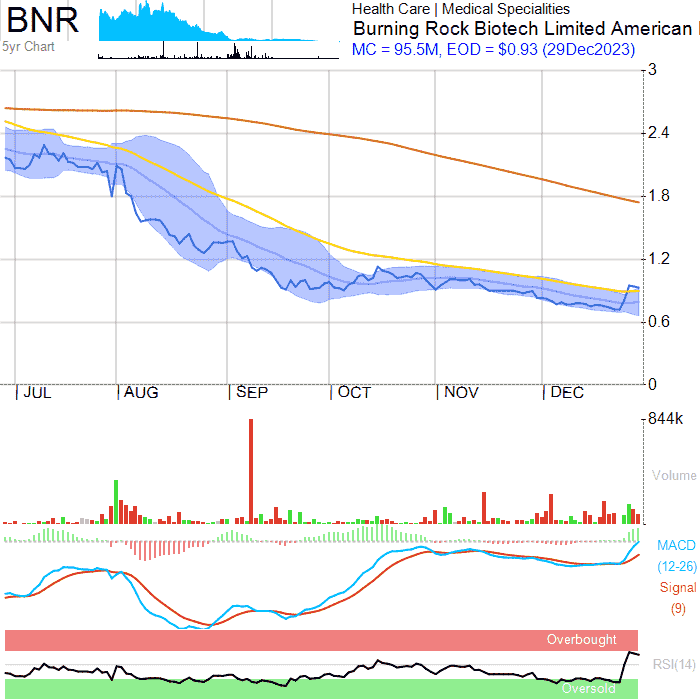 BNR
5yr Chart
Health Care | Medical Specialities
Burning Rock Biotech Limited American
MC = 95.5M, EOD = $0.93 (29Dec2023)
3
2.4
1.8
1.2
0.6
0
JUL AUG SEP OCT NOV DEC
844k
Volume
0
MACD
(12-26)
Signal
(9)
Overbought
RSI(14)
Oversold